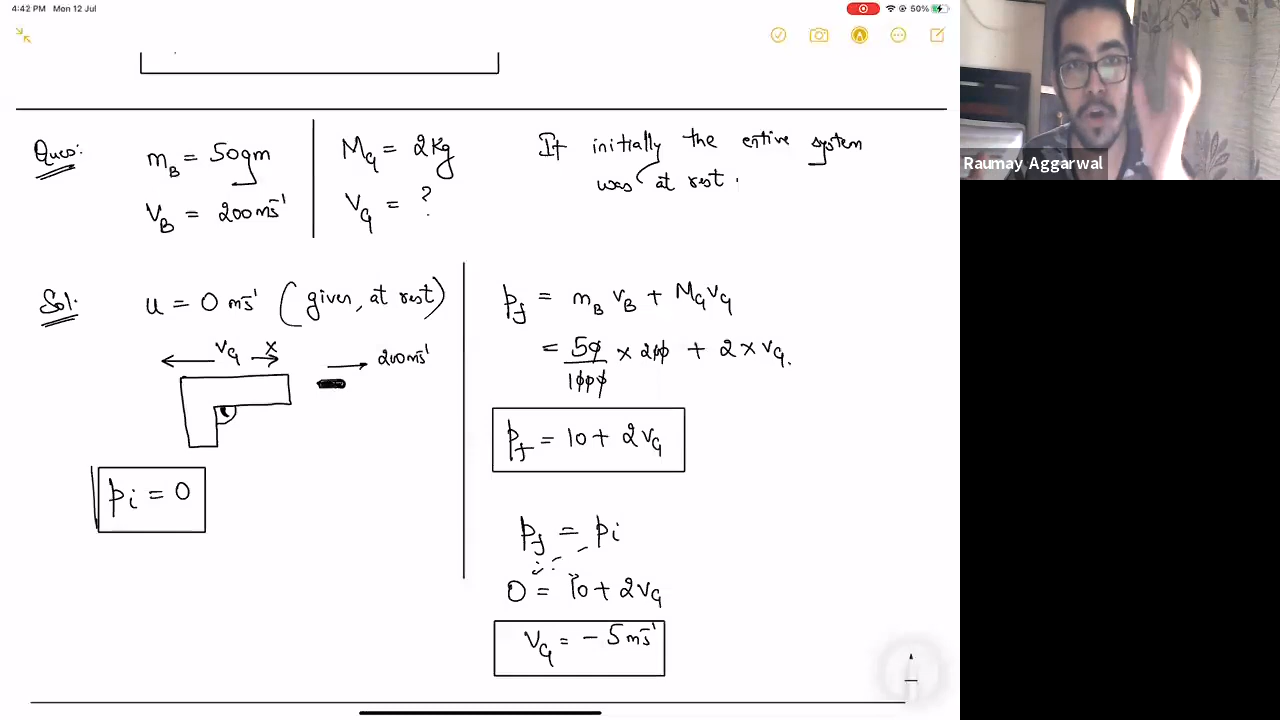 4:42 PM Mon 12 Jul
50%
Ques:
m_B = 50gm
V_B = 200ms⁻¹
M_G = 2Kg
V_G = ?
If initially the entire system
was at rest.
Sol:
u = 0 ms⁻¹ (given, at rest)
V_G x
200ms⁻¹
p_i = 0
p_f = m_B v_B + M_G v_G
= 50/1000 × 200 + 2 × v_G.
p_f = 10 + 2v_G
p_f = p_i
0 = 10 + 2v_G
V_G = - 5ms⁻¹
Raumay Aggarwal